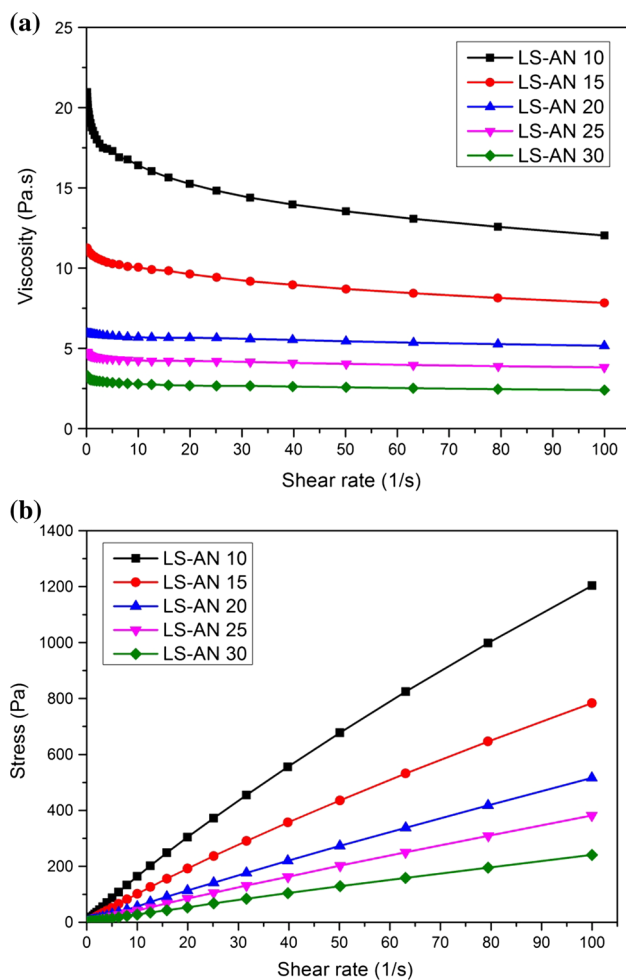 (a)
25
20
15
10
5
0
Viscosity (Pa.s)
LS-AN 10
LS-AN 15
LS-AN 20
LS-AN 25
LS-AN 30
0 10 20 30 40 50 60 70 80 90 100
Shear rate (1/s)
(b)
1400
1200
1000
800
600
400
200
0
Stress (Pa)
LS-AN 10
LS-AN 15
LS-AN 20
LS-AN 25
LS-AN 30
0 10 20 30 40 50 60 70 80 90 100
Shear rate (1/s)